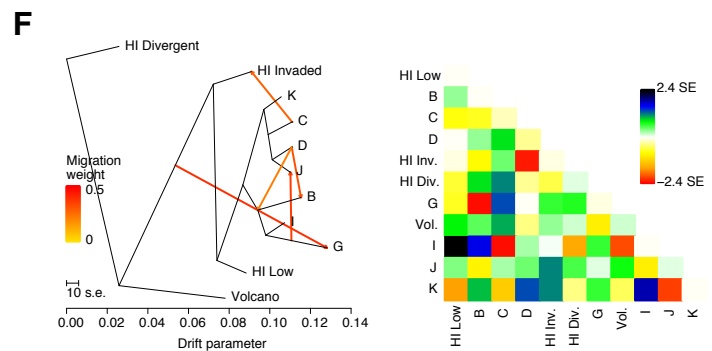 F
HI Divergent
HI Invaded
K
C
D
J
B
I
G
HI Low
Volcano
Migration
weight
0.5
0
10 s.e.
0.00 0.02 0.04 0.06 0.08 0.10 0.12 0.14
Drift parameter
HI Low
B
C
D
HI Inv.
HI Div.
G
Vol.
I
J
K
HI Low B C D HI Inv. HI Div. G Vol. I J K
2.4 SE
−2.4 SE